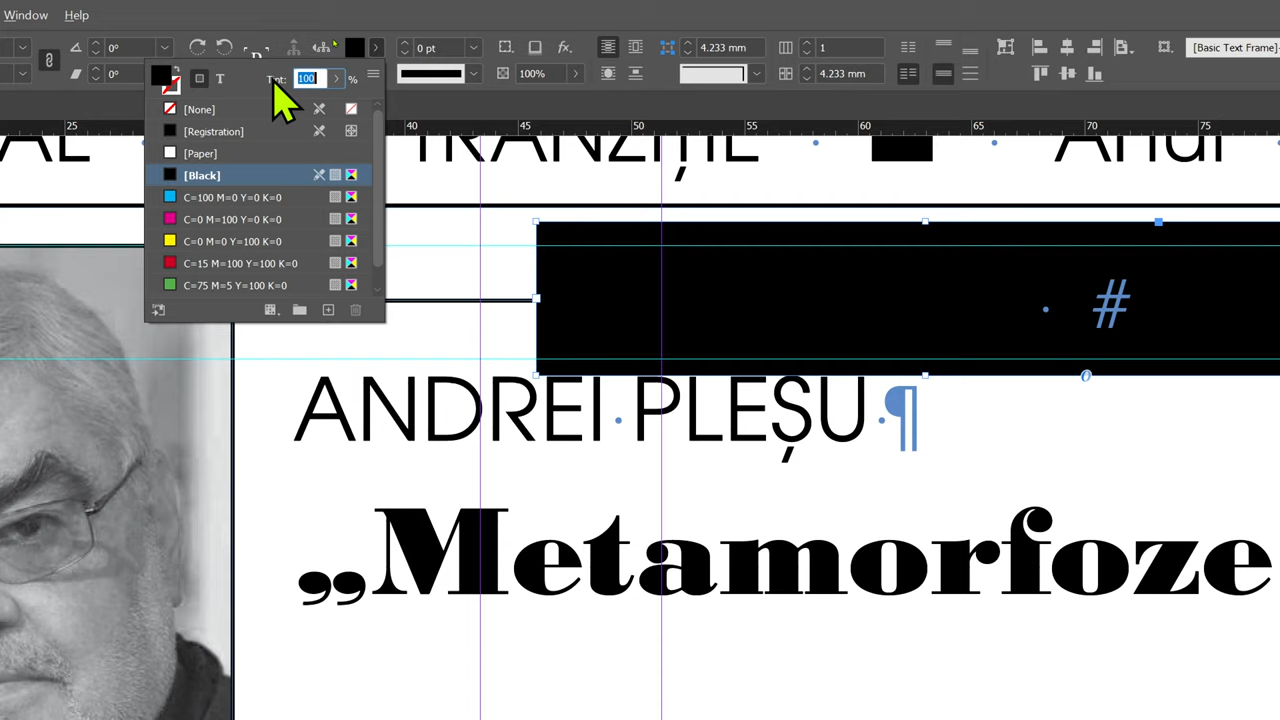 Window Help
0° 0 pt 4.233 mm 1 [Basic Text Frame]
0° 100% 4.233 mm
T Tint: 100 %
[None]
[Registration]
[Paper]
[Black]
C=100 M=0 Y=0 K=0
C=0 M=100 Y=0 K=0
C=0 M=0 Y=100 K=0
C=15 M=100 Y=100 K=0
C=75 M=5 Y=100 K=0
25 40 45 50 55 60 65 70 75
TRANZIȚIE Anul
#
ANDREI PLEȘU ¶
„Metamorfoze